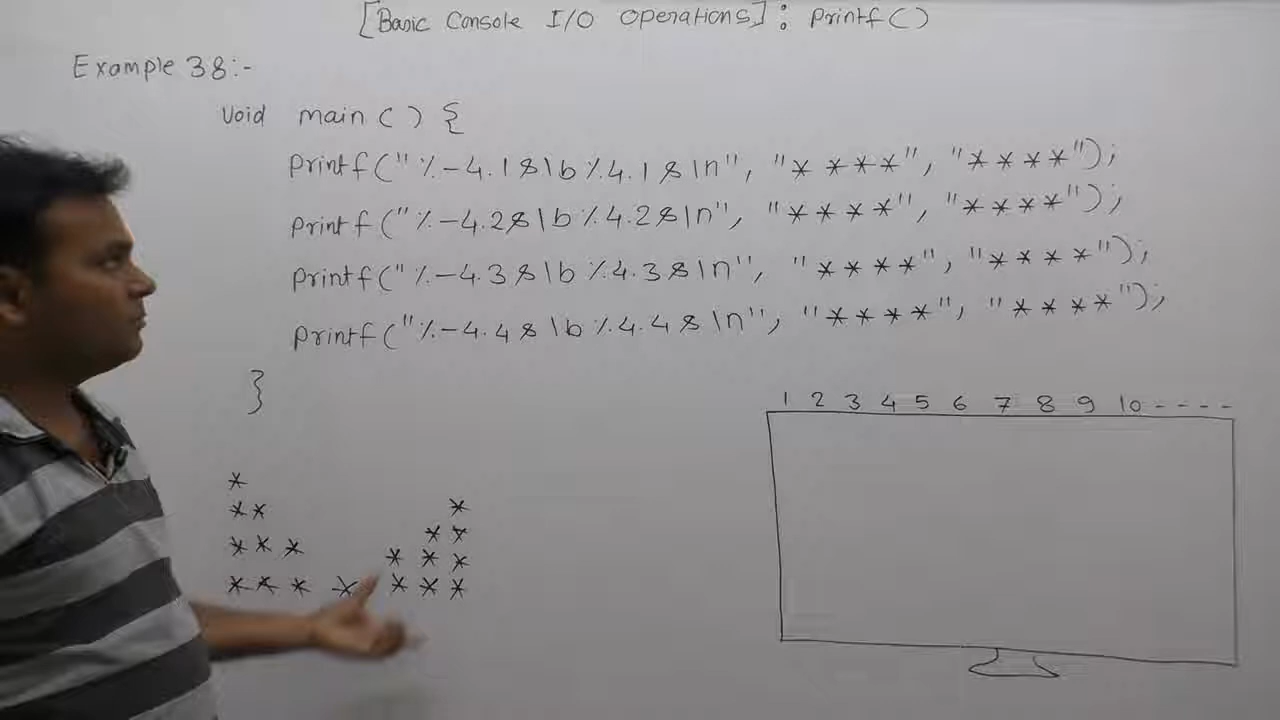 [Basic Console I/O Operations] : printf()
Example 38:-
void main() {
printf("%-4.1s\b%4.1s\n", "* ***", "****");
printf("%-4.2s\b%4.2s\n", "****", "****");
printf("%-4.3s\b%4.3s\n", "****", "****");
printf("%-4.4s\b%4.4s\n", "****", "****");
}
1 2 3 4 5 6 7 8 9 10 - - - -
*
** *
*** **
* * *
**** ***